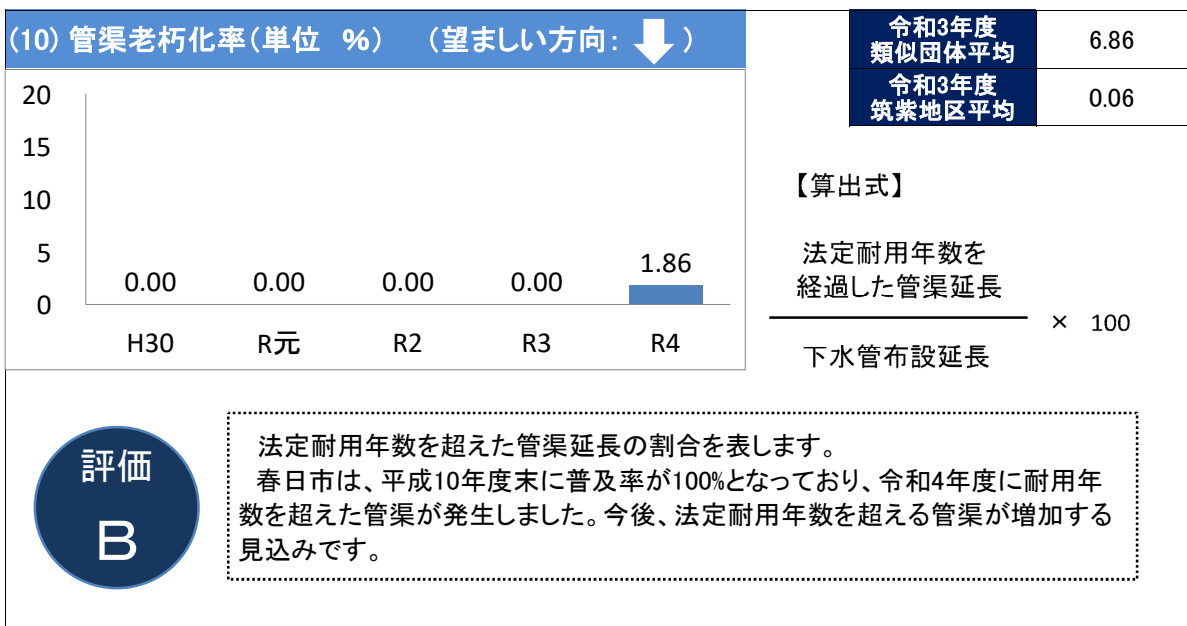 (10) 管渠老朽化率(単位　%)　(望ましい方向: )
令和3年度
類似団体平均
6.86
令和3年度
筑紫地区平均
0.06
20
15
10
5
0
0.00
0.00
0.00
0.00
1.86
H30
R元
R2
R3
R4
【算出式】
法定耐用年数を
経過した管渠延長
下水管布設延長
× 100
評価
B
法定耐用年数を超えた管渠延長の割合を表します。
春日市は、平成10年度末に普及率が100%となっており、令和4年度に耐用年
数を超えた管渠が発生しました。今後、法定耐用年数を超える管渠が増加する
見込みです。